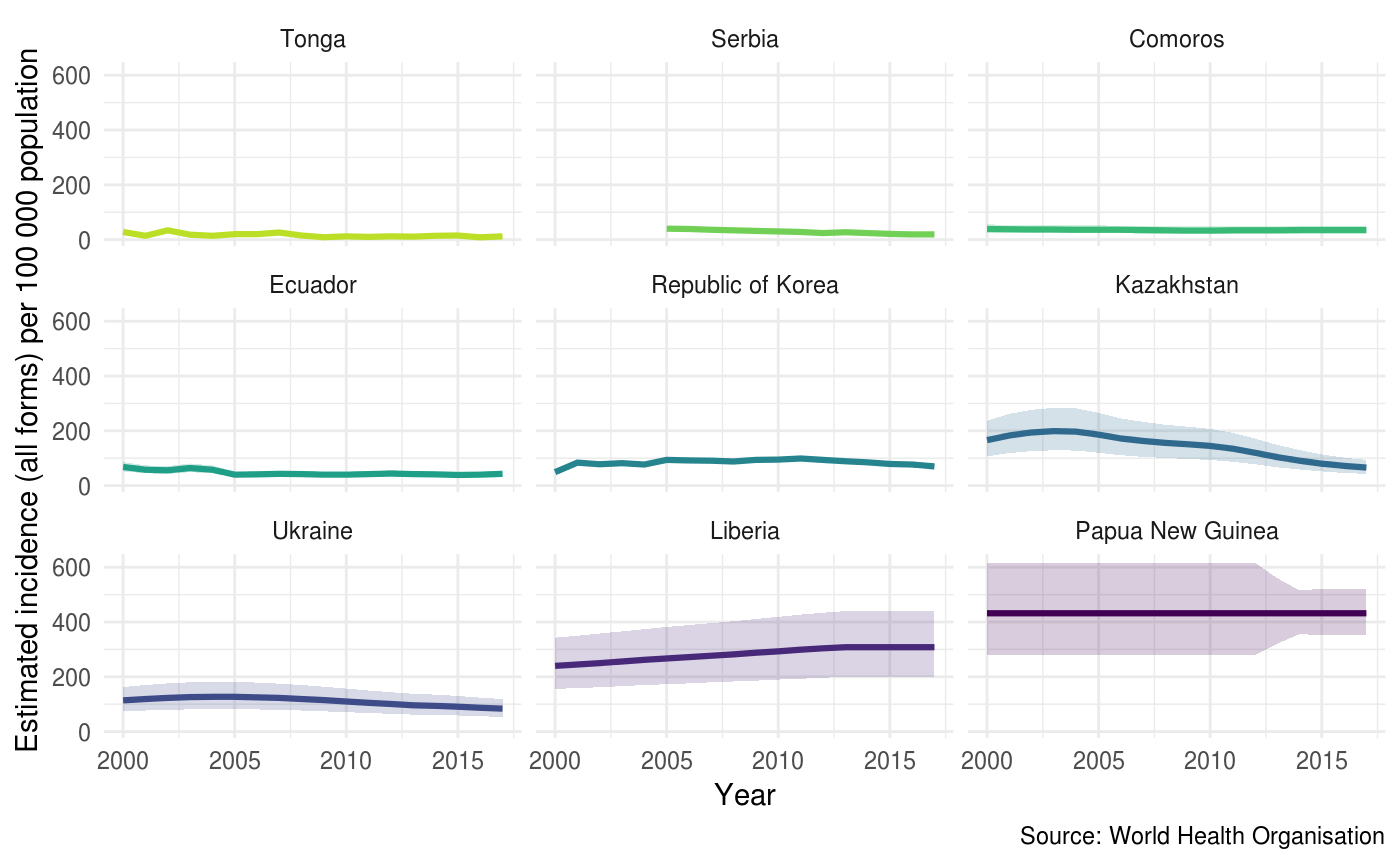 Estimated incidence (all forms) per 100 000 population
Tonga Serbia Comoros
600
400
200
0
Ecuador Republic of Korea Kazakhstan
600
400
200
0
Ukraine Liberia Papua New Guinea
600
400
200
0
2000 2005 2010 2015 2000 2005 2010 2015 2000 2005 2010 2015
Year
Source: World Health Organisation